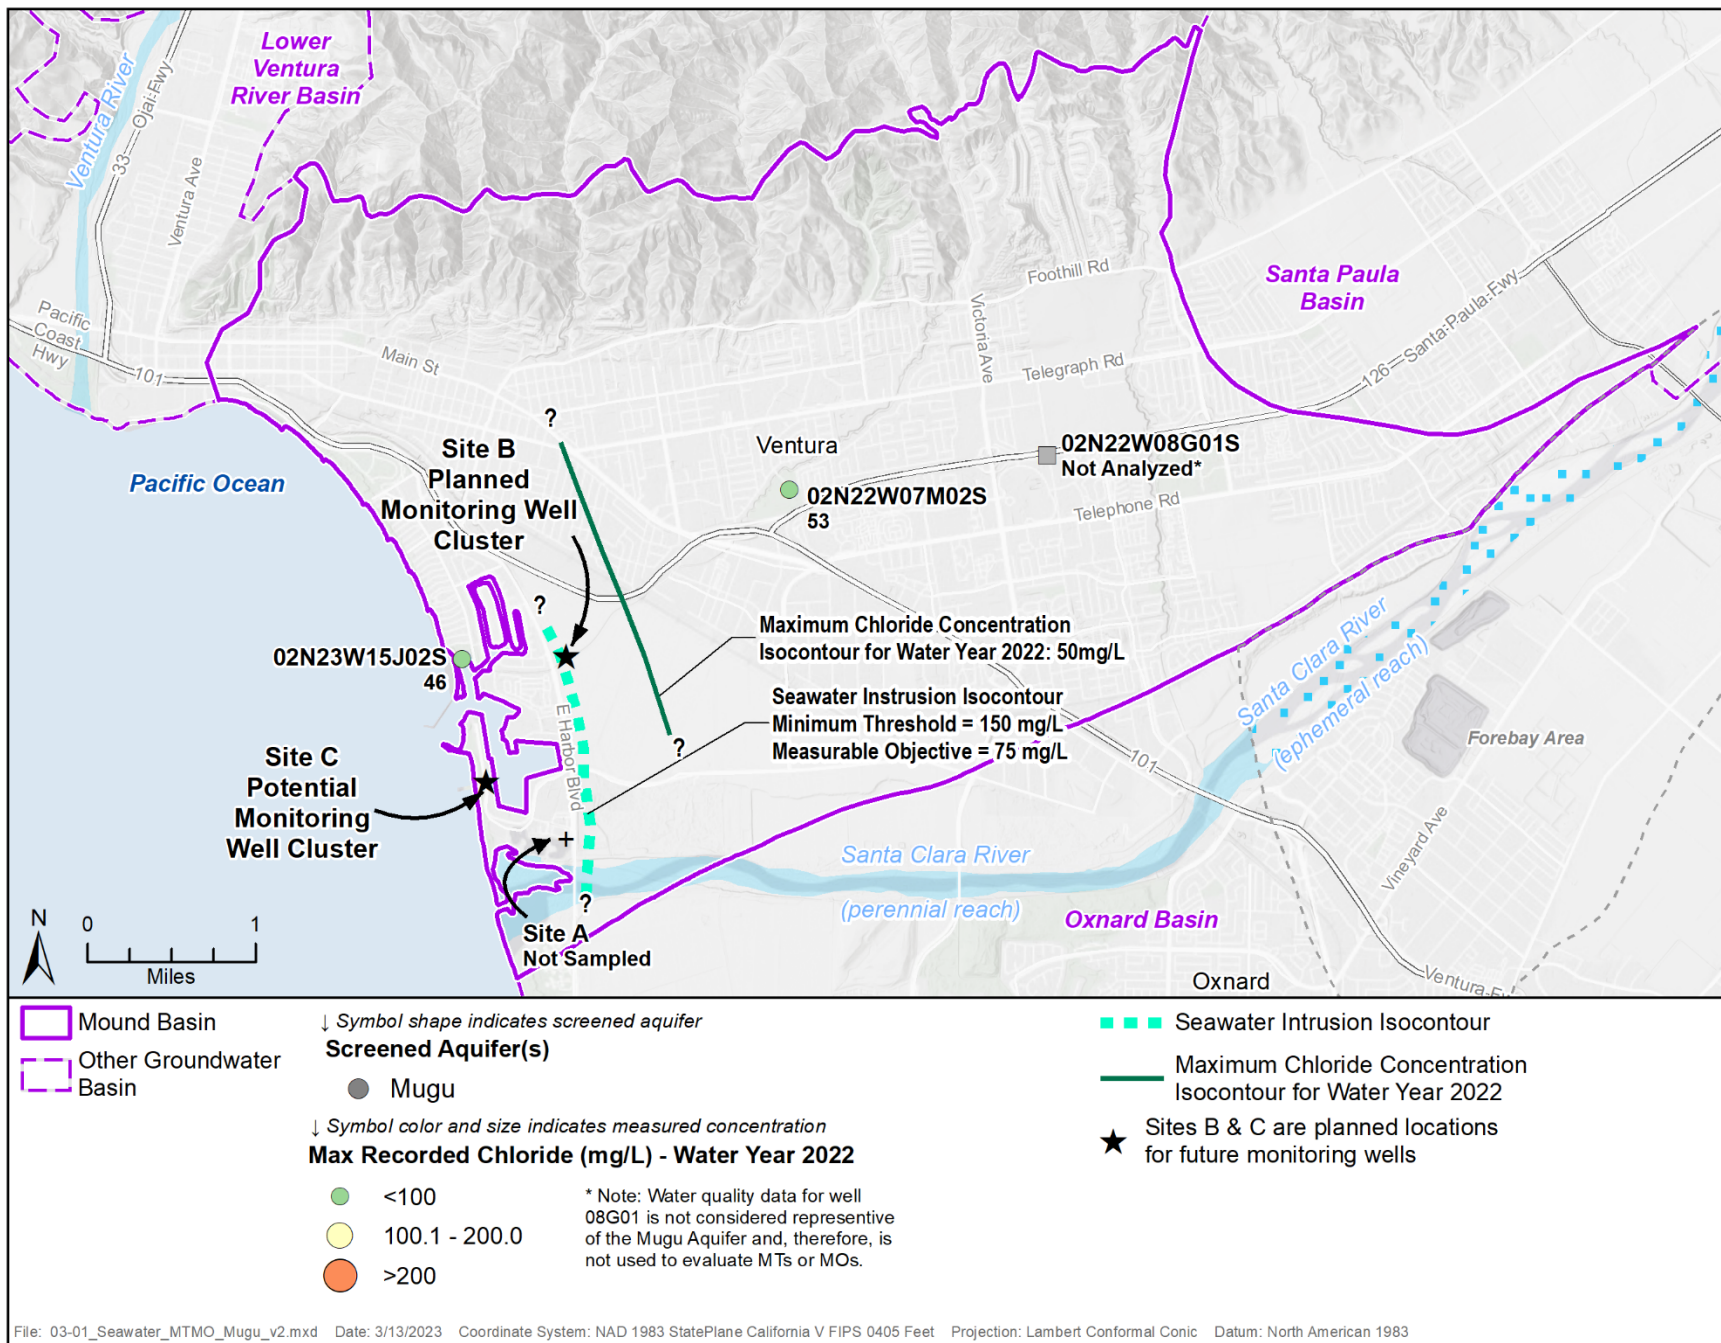 Lower
Ventura
River Basin
Ventura River
Ojai-Fwy
33
Ventura Ave
Pacific
Coast
Hwy
101
Main St
Foothill Rd
Victoria Ave
Telegraph Rd
Santa Paula
Basin
126
Santa-Paula-Fwy
?
Site B
Planned
Monitoring Well
Cluster
Ventura
02N22W08G01S
Not Analyzed*
02N22W07M02S
53
Telephone Rd
Pacific Ocean
?
02N23W15J02S
46
Maximum Chloride Concentration
Isocontour for Water Year 2022: 50mg/L
Seawater Instrusion Isocontour
Minimum Threshold = 150 mg/L
Measurable Objective = 75 mg/L
?
E Harbor Blvd
Site C
Potential
Monitoring
Well Cluster
Santa Clara River
(ephemeral reach)
Forebay Area
101
Vineyard Ave
Santa Clara River
(perennial reach)
?
Site A
Not Sampled
Oxnard Basin
Oxnard
N
0 1
Miles
Mound Basin
Other Groundwater
Basin
↓ Symbol shape indicates screened aquifer
Screened Aquifer(s)
Mugu
↓ Symbol color and size indicates measured concentration
Max Recorded Chloride (mg/L) - Water Year 2022
<100
100.1 - 200.0
>200
* Note: Water quality data for well
08G01 is not considered represenive
of the Mugu Aquifer and, therefore, is
not used to evaluate MTs or MOs.
Seawater Intrusion Isocontour
Maximum Chloride Concentration
Isocontour for Water Year 2022
Sites B & C are planned locations
for future monitoring wells
File: 03-01_Seawater_MTMO_Mugu_v2.mxd Date: 3/13/2023 Coordinate System: NAD 1983 StatePlane California V FIPS 0405 Feet Projection: Lambert Conformal Conic Datum: North American 1983